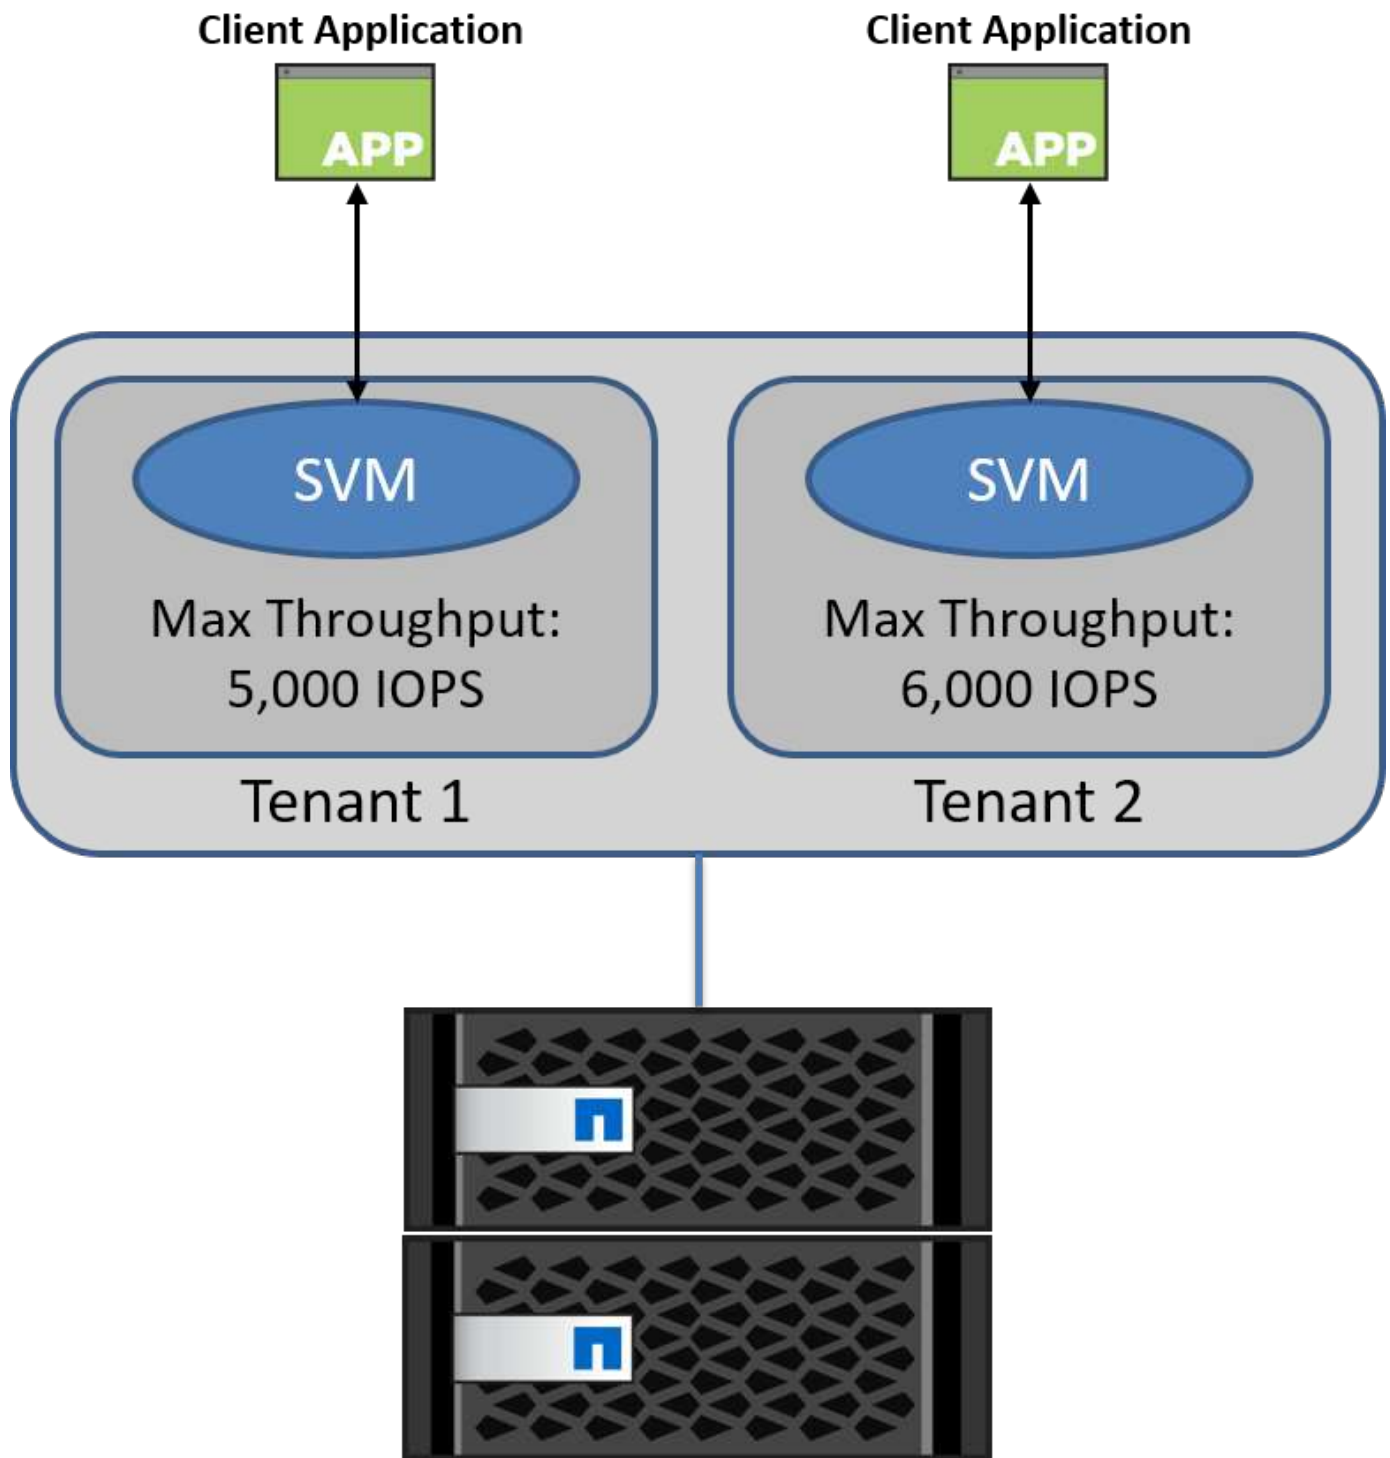 Client Application
Client Application
APP
APP
SVM
SVM
Max Throughput:
5,000 IOPS
Max Throughput:
6,000 IOPS
Tenant 1
Tenant 2